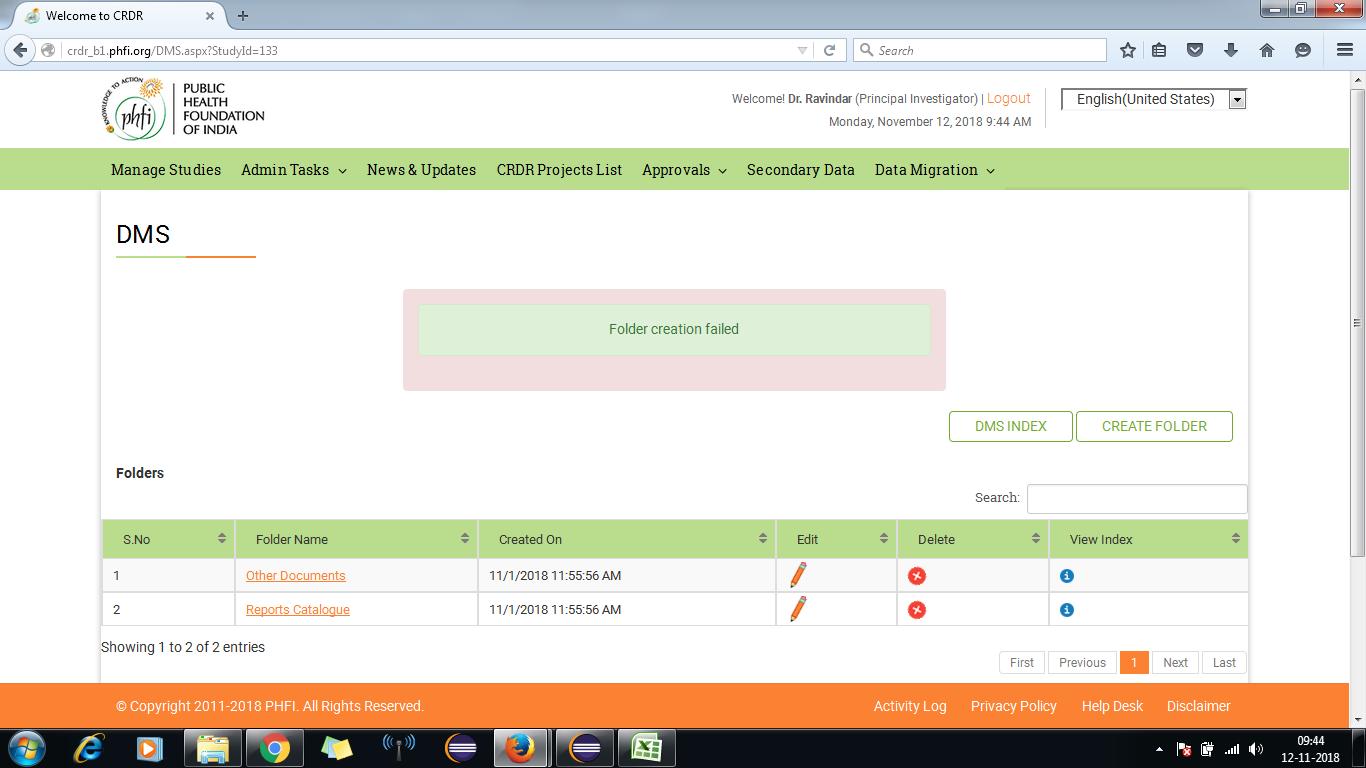 Welcome to CRDR
crdr_b1.phfi.org/DMS.aspx?StudyId=133
Search
KNOWLEDGE TO ACTION
phfi
PUBLIC
HEALTH
FOUNDATION
OF INDIA
Welcome! Dr. Ravindar (Principal Investigator) | Logout
English(United States)
Monday, November 12, 2018 9:44 AM
Manage Studies Admin Tasks News & Updates CRDR Projects List Approvals Secondary Data Data Migration
DMS
Folder creation failed
DMS INDEX CREATE FOLDER
Folders
Search:
S.No Folder Name Created On Edit Delete View Index
1 Other Documents 11/1/2018 11:55:56 AM
2 Reports Catalogue 11/1/2018 11:55:56 AM
Showing 1 to 2 of 2 entries
First Previous 1 Next Last
© Copyright 2011-2018 PHFI. All Rights Reserved.
Activity Log Privacy Policy Help Desk Disclaimer
09:44
12-11-2018